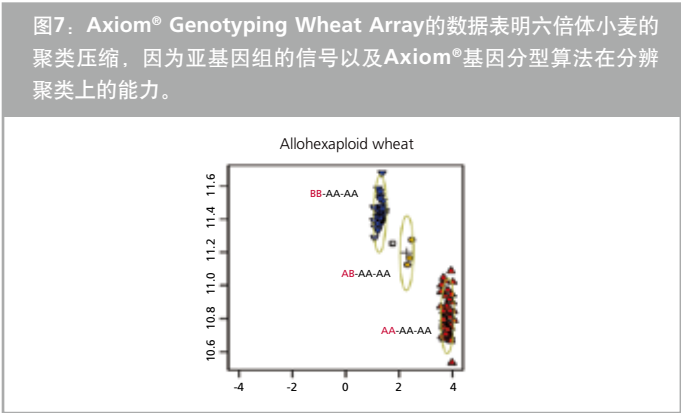 图7：Axiom® Genotyping Wheat Array的数据表明六倍体小麦的
聚类压缩，因为亚基因组的信号以及Axiom®基因分型算法在分辨
聚类上的能力。
Allohexaploid wheat
11.6
BB-AA-AA
11.4
11.2
AB-AA-AA
11.0
10.8
AA-AA-AA
10.6
-4 -2 0 2 4